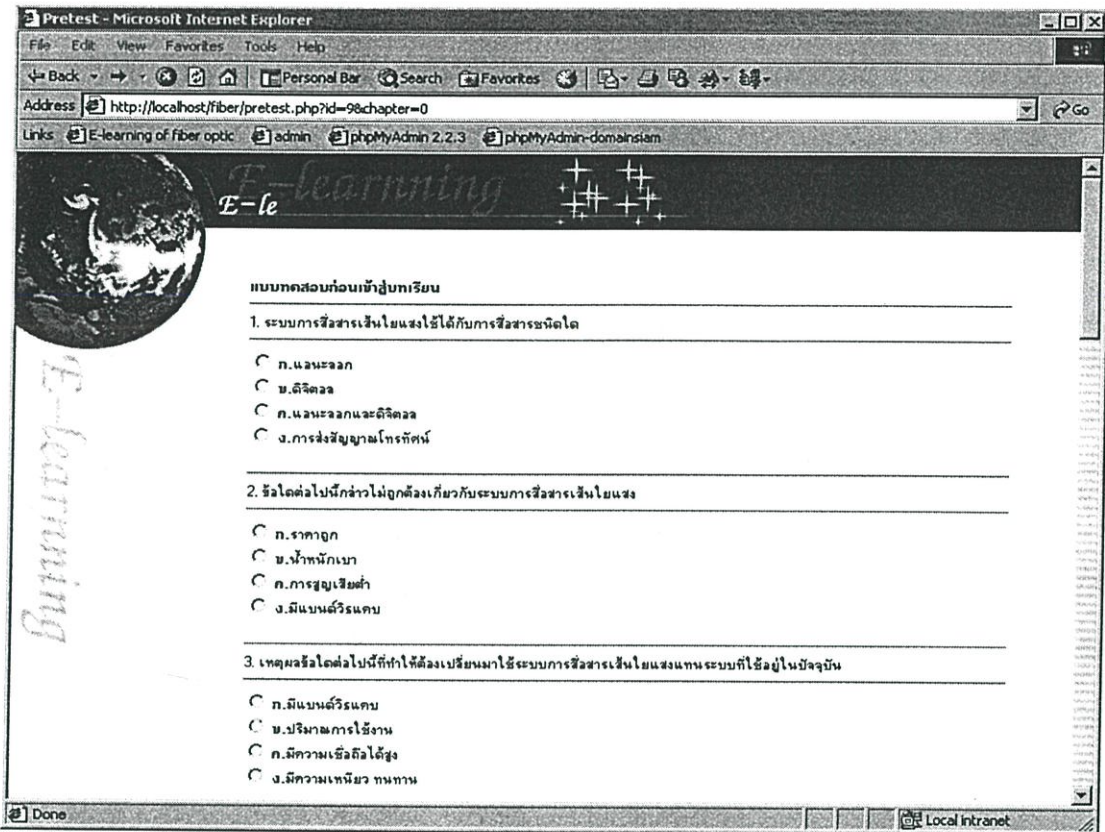 Pretest - Microsoft Internet Explorer
File Edit View Favorites Tools Help
Back Personal Bar Search Favorites
Address http://localhost/fiber/pretest.php?id=9&chapter=0 Go
Links E-learning of fiber optic admin phpMyAdmin 2.2.3 phpMyAdmin-domainsiam
E-learnning
E-le
E-learnning
แบบทดสอบก่อนเข้าสู่บทเรียน
1. ระบบการสื่อสารเส้นใยแสงใช้ได้กับการสื่อสารชนิดใด
ก.แอนะลอก
ข.ดิจิตอล
ค.แอนะลอกและดิจิตอล
ง.การส่งสัญญาณโทรทัศน์
2. ข้อใดต่อไปนี้กล่าวไม่ถูกต้องเกี่ยวกับระบบการสื่อสารเส้นใยแสง
ก.ราคาถูก
ข.น้ำหนักเบา
ค.การสูญเสียต่ำ
ง.มีแบนด์วิธแคบ
3. เหตุผลข้อใดต่อไปนี้ที่ทำให้ต้องเปลี่ยนมาใช้ระบบการสื่อสารเส้นใยแสงแทนระบบที่ใช้อยู่ในปัจจุบัน
ก.มีแบนด์วิธแคบ
ข.ปริมาณการใช้งาน
ค.มีความเชื่อถือได้สูง
ง.มีความเหนียว ทนทาน
Done Local intranet